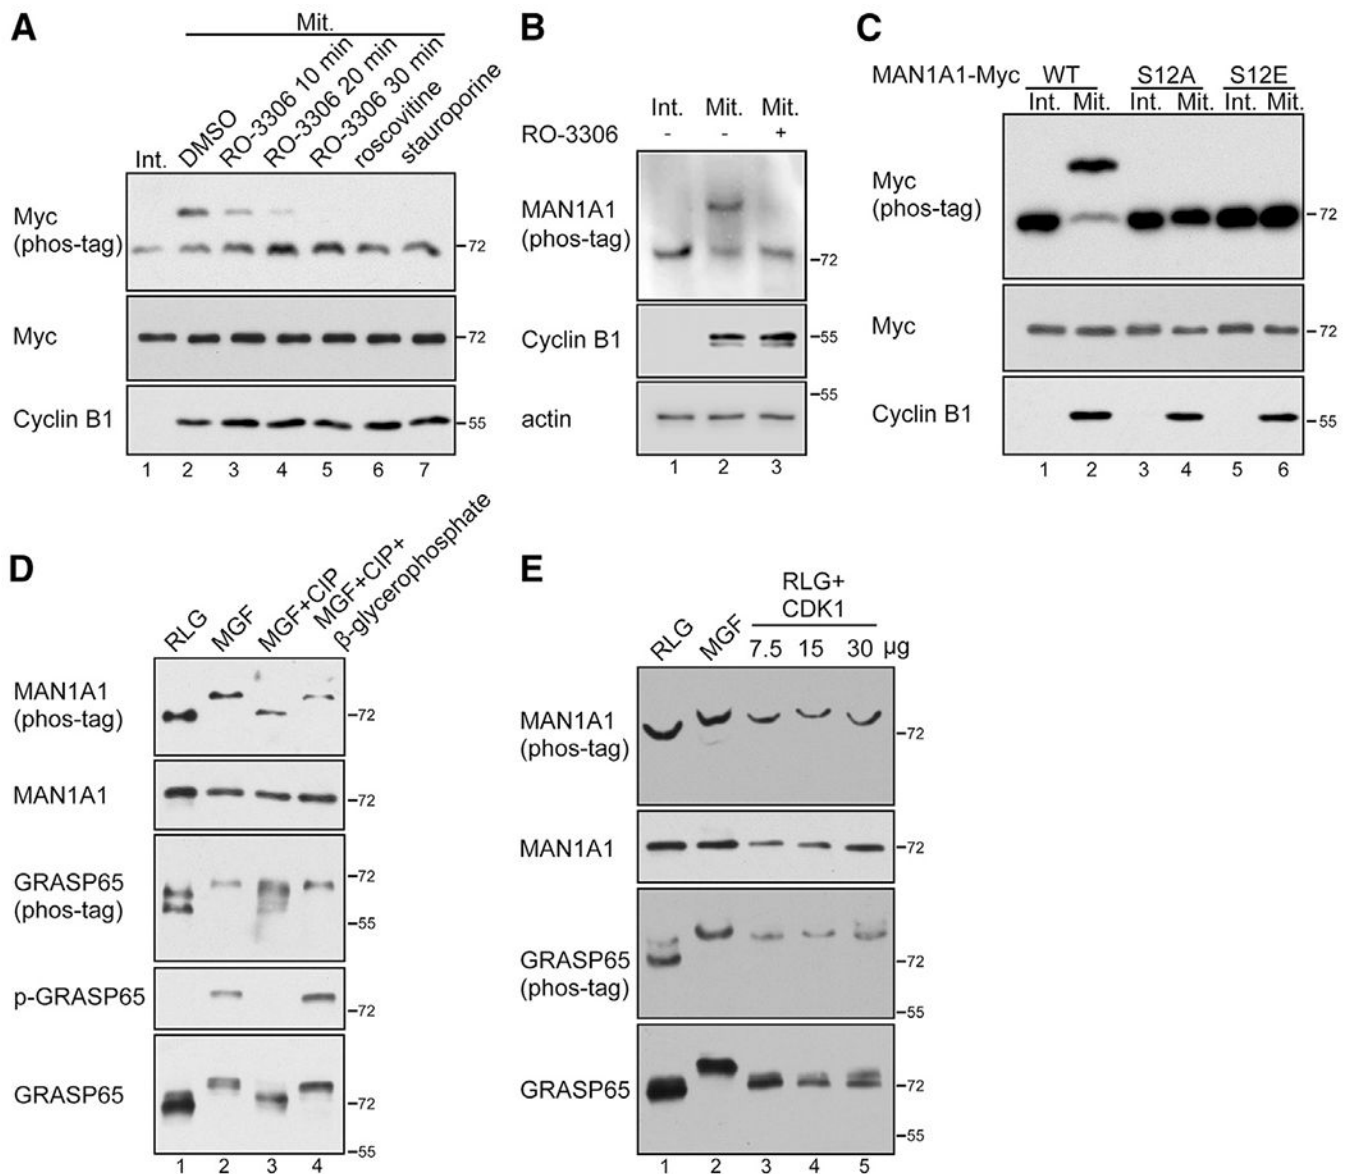 A
Mit.
Int.
DMSO
RO-3306 10 min
RO-3306 20 min
RO-3306 30 min
roscovitine
stauroporine
Myc
(phos-tag)
72
Myc
72
Cyclin B1
55
1 2 3 4 5 6 7
B
Int. Mit. Mit.
RO-3306 - - +
MAN1A1
(phos-tag)
72
Cyclin B1
55
55
actin
1 2 3
C
MAN1A1-Myc WT S12A S12E
Int. Mit. Int. Mit. Int. Mit.
Myc
(phos-tag)
72
Myc
72
Cyclin B1
55
1 2 3 4 5 6
D
RLG
MGF
MGF+CIP
MGF+CIP+
β-glycerophosphate
MAN1A1
(phos-tag)
72
MAN1A1
72
GRASP65
(phos-tag)
72
55
p-GRASP65
72
GRASP65
72
55
1 2 3 4
E
RLG
MGF
RLG+
CDK1
7.5 15 30 µg
MAN1A1
(phos-tag)
72
MAN1A1
72
GRASP65
(phos-tag)
72
55
GRASP65
72
55
1 2 3 4 5